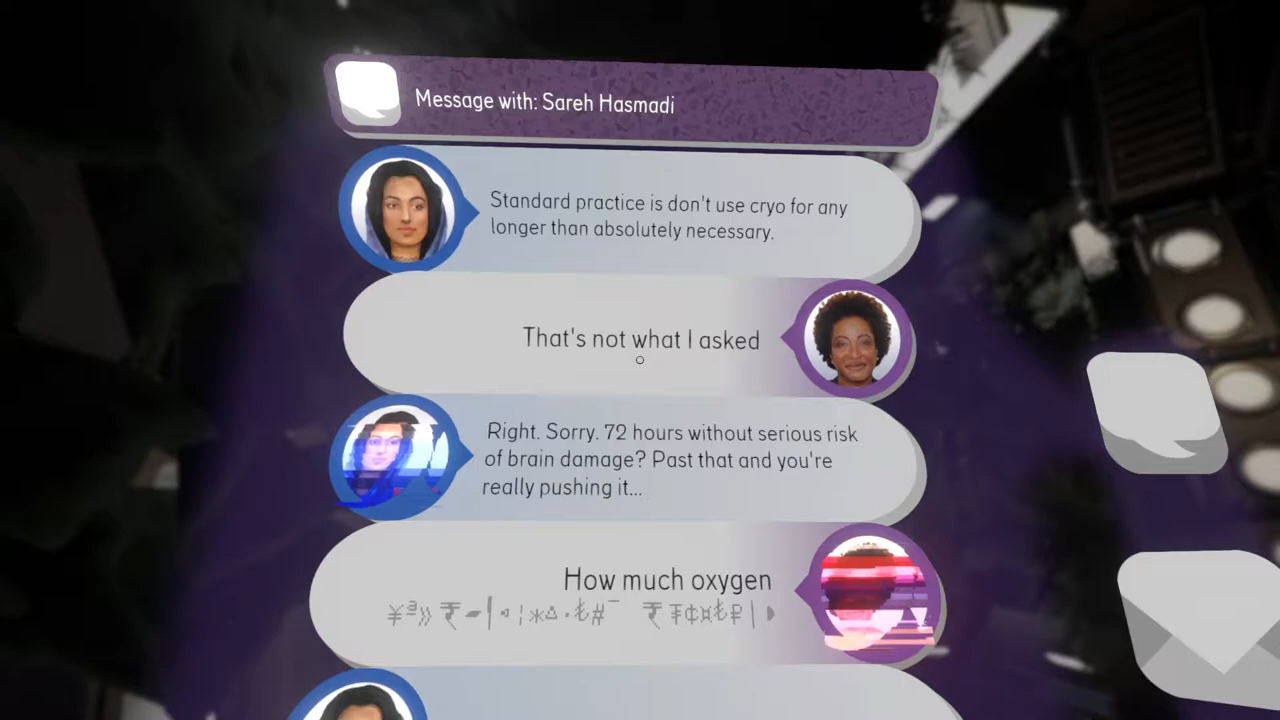 Message with: Sareh Hasmadi
Standard practice is don't use cryo for any
longer than absolutely necessary.
That's not what I asked
Right. Sorry. 72 hours without serious risk
of brain damage? Past that and you're
really pushing it...
How much oxygen